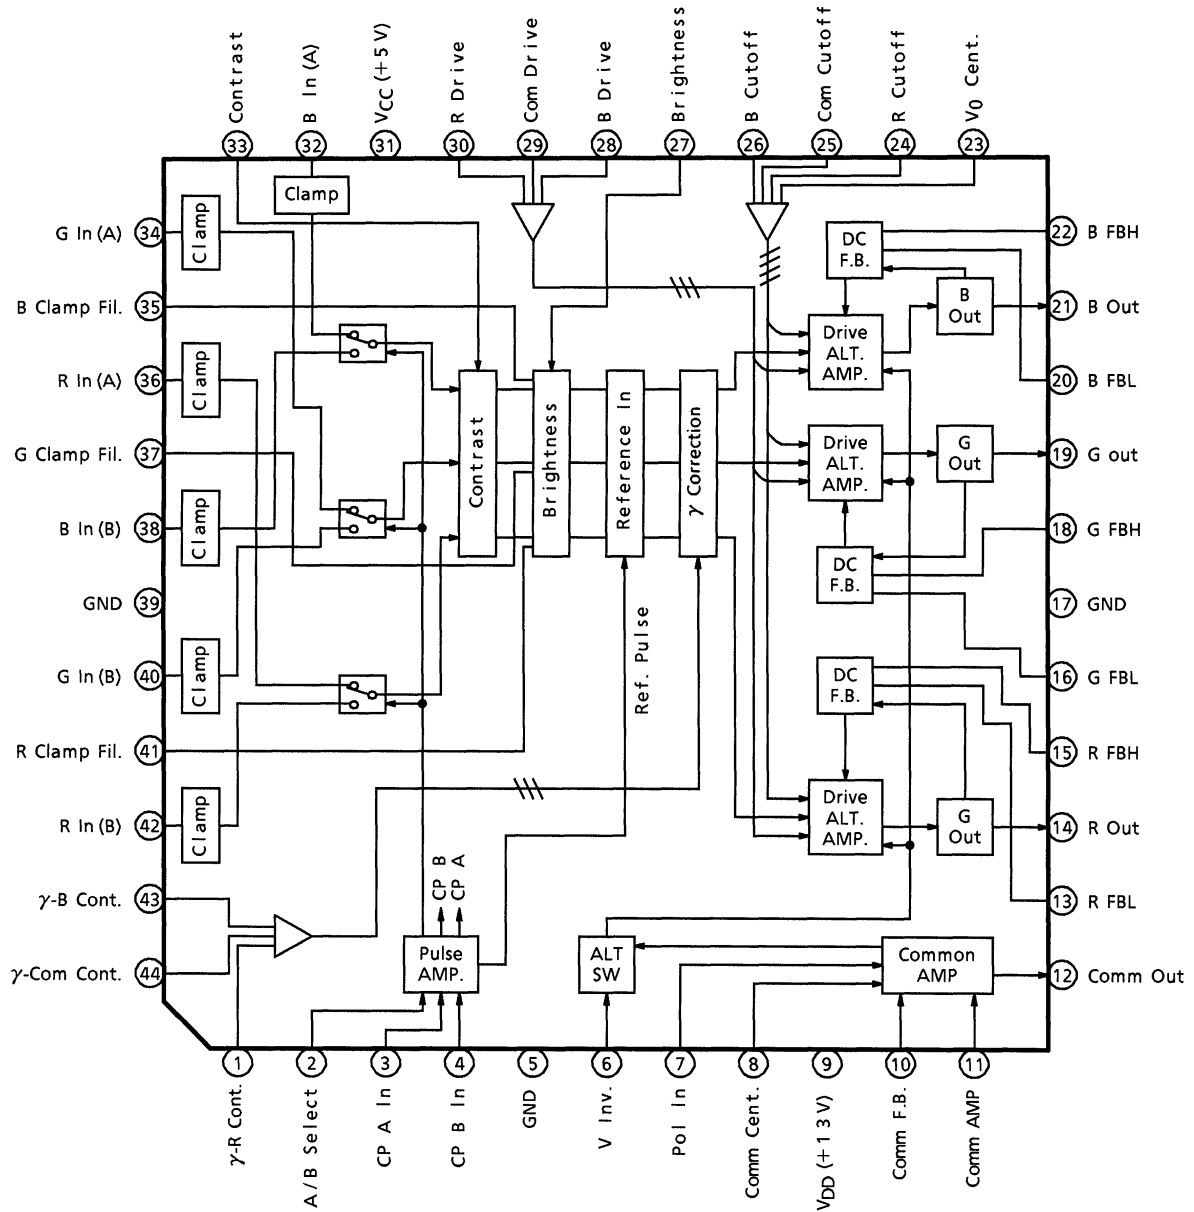 Contrast
B In (A)
VCC (+5 V)
R Drive
Com Drive
B Drive
Brightness
B Cutoff
Com Cutoff
R Cutoff
V0 Cent.
33
32
31
30
29
28
27
26
25
24
23
Clamp
G In (A)
34
Clamp
DC
F.B.
22
B FBH
B Clamp Fil.
35
B
Out
21
B Out
Drive
ALT.
AMP.
R In (A)
36
Clamp
20
B FBL
Contrast
Brightness
Reference In
γ Correction
G Clamp Fil.
37
Drive
ALT.
AMP.
G
Out
19
G out
B In (B)
38
Clamp
18
G FBH
DC
F.B.
GND
39
17
GND
G In (B)
40
Clamp
Ref. Pulse
DC
F.B.
16
G FBL
R Clamp Fil.
41
15
R FBH
R In (B)
42
Clamp
Drive
ALT.
AMP.
G
Out
14
R Out
CP B
CP A
γ-B Cont.
43
13
R FBL
γ-Com Cont.
44
Pulse
AMP.
ALT
SW
Common
AMP
12
Comm Out
1
2
3
4
5
6
7
8
9
10
11
γ-R Cont.
A/B Select
CP A In
CP B In
GND
V Inv.
Pol In
Comm Cent.
VDD (+13 V)
Comm F.B.
Comm AMP